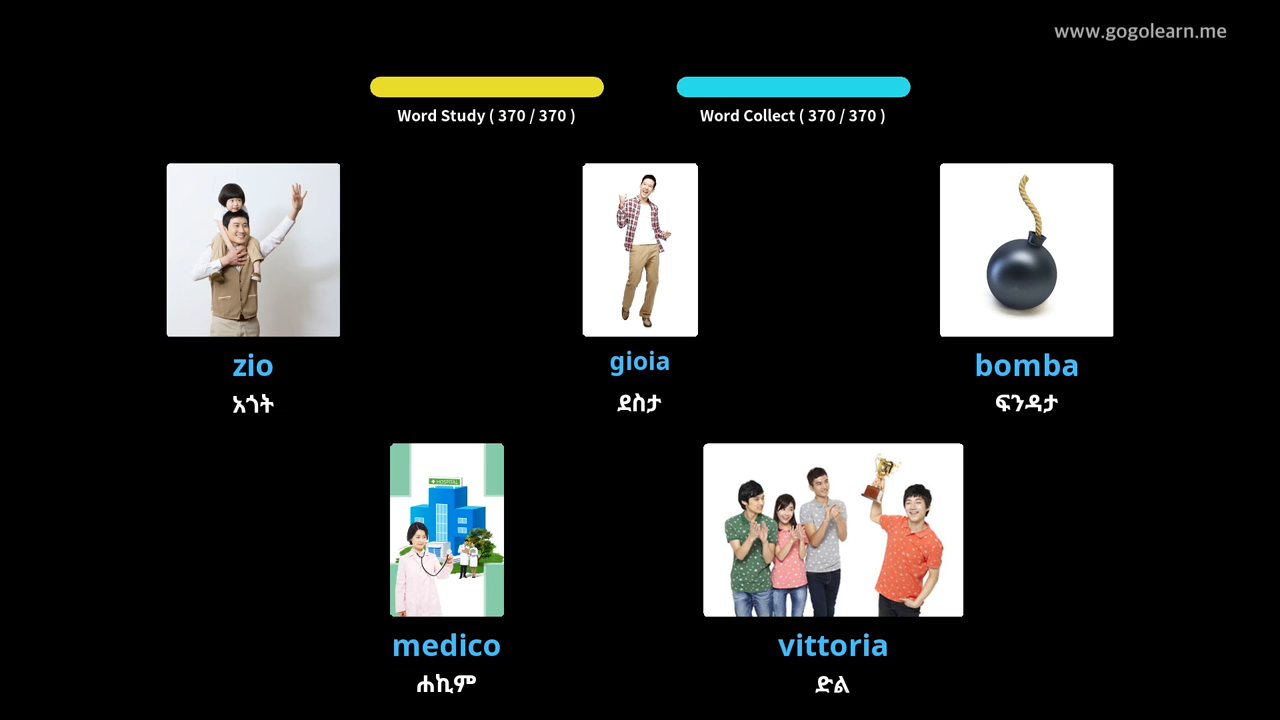 www.gogolearn.me
Word Study ( 370 / 370 )
Word Collect ( 370 / 370 )
zio
አጎት
gioia
ደስታ
bomba
ፍንዳታ
HOSPITAL
medico
ሐኪም
vittoria
ድል